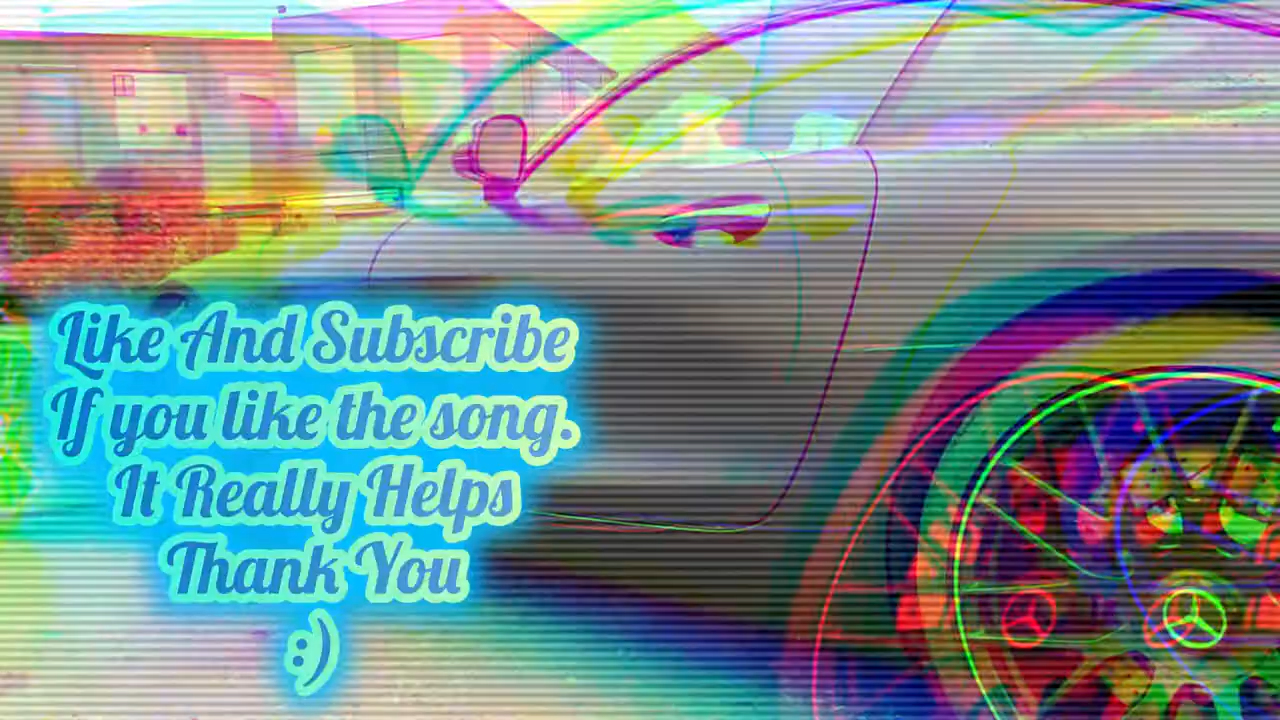 Like And Subscribe
If you like the song.
It Really Helps
Thank You
:)